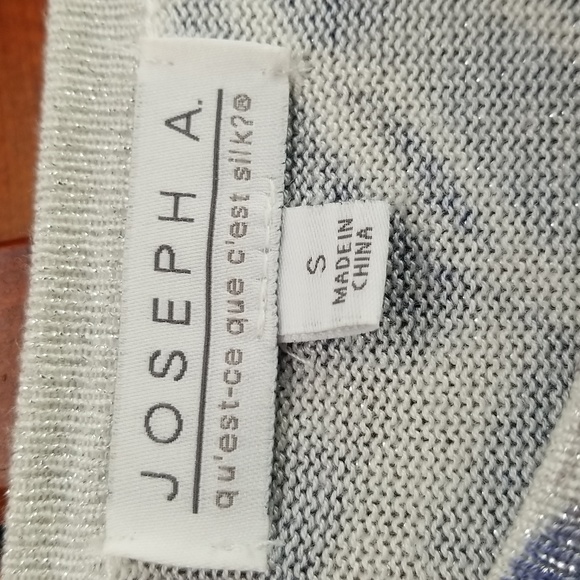 JOSEPH A.
qu'est-ce que c'est silk?®
S
MADE IN
CHINA